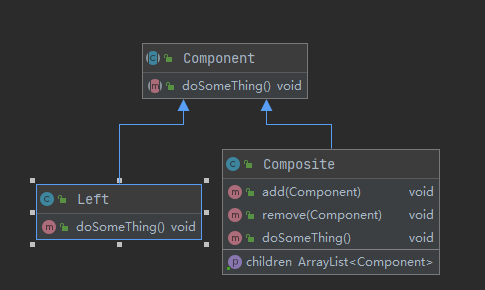 Component
doSomeThing() void
Left
doSomeThing() void
Composite
add(Component) void
remove(Component) void
doSomeThing() void
children ArrayList<Component>